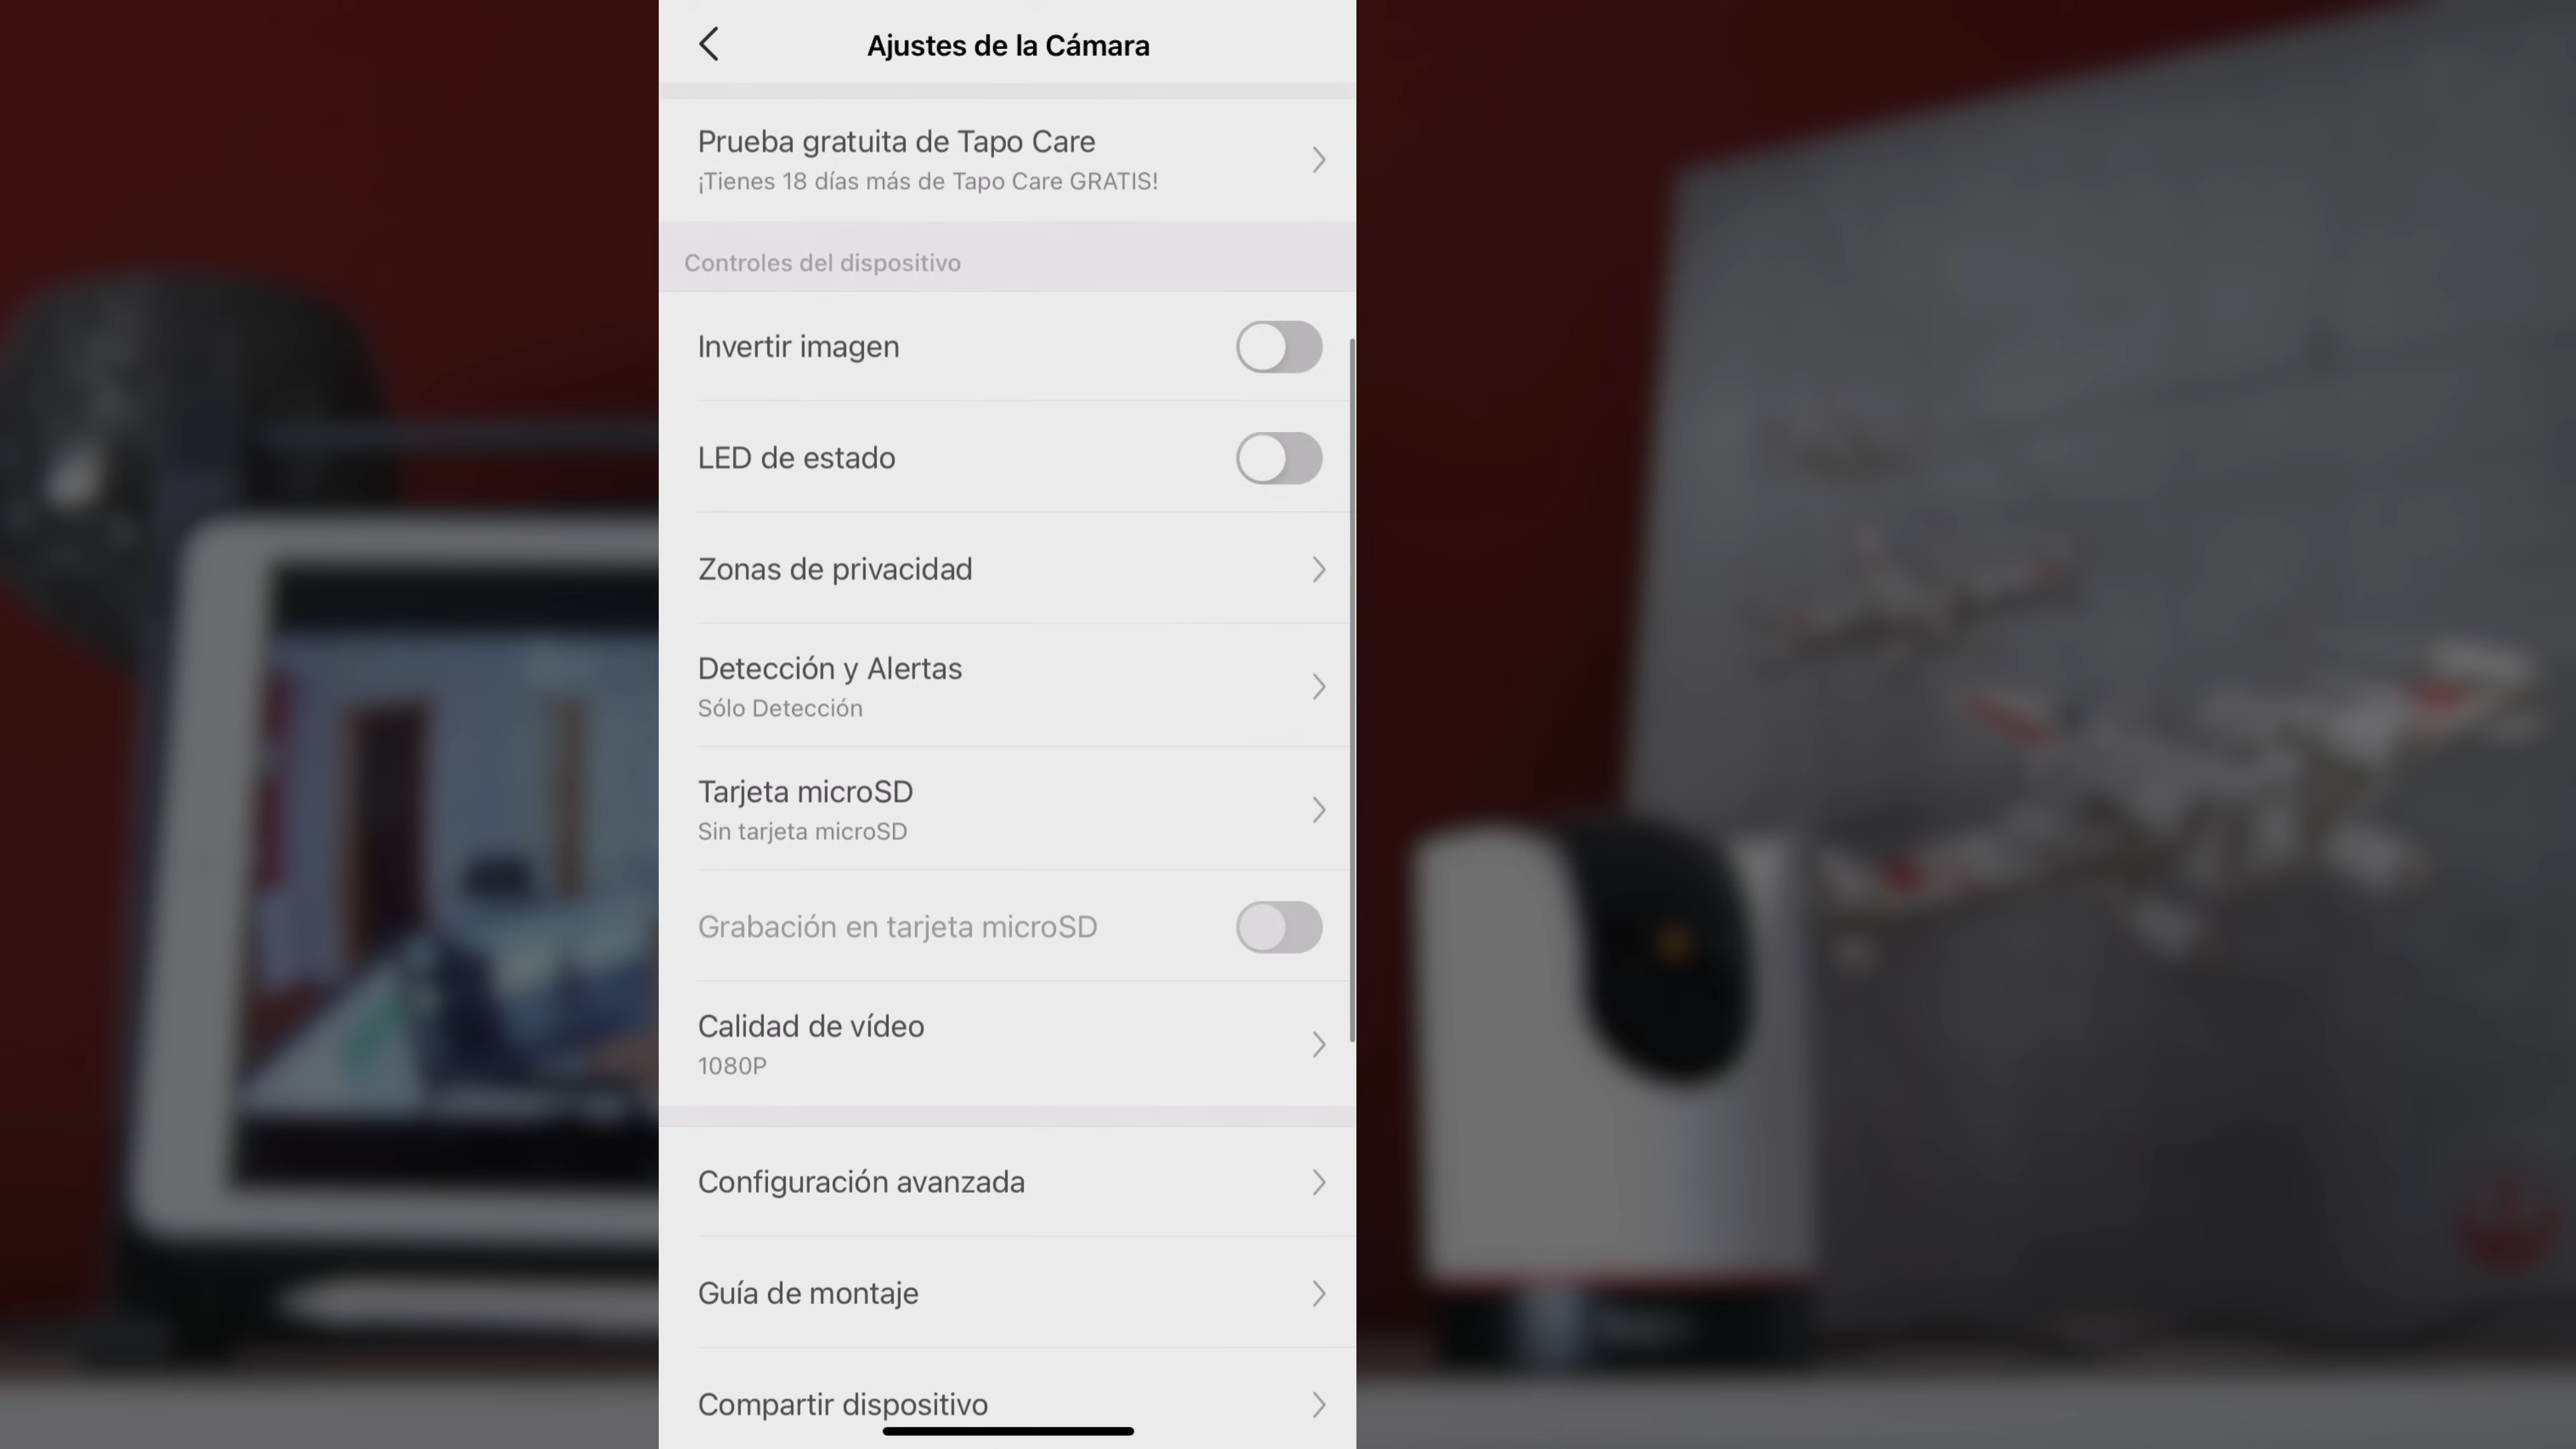 Ajustes de la Cámara
Prueba gratuita de Tapo Care
¡Tienes 18 días más de Tapo Care GRATIS!
Controles del dispositivo
Invertir imagen
LED de estado
Zonas de privacidad
Detección y Alertas
Sólo Detección
Tarjeta microSD
Sin tarjeta microSD
Grabación en tarjeta microSD
Calidad de vídeo
1080P
Configuración avanzada
Guía de montaje
Compartir dispositivo